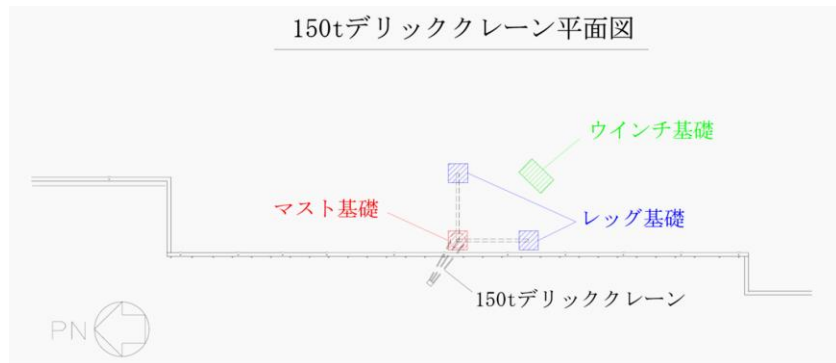 150tデリッククレーン平面図
ウインチ基礎
マスト基礎
レッグ基礎
150tデリッククレーン
PN